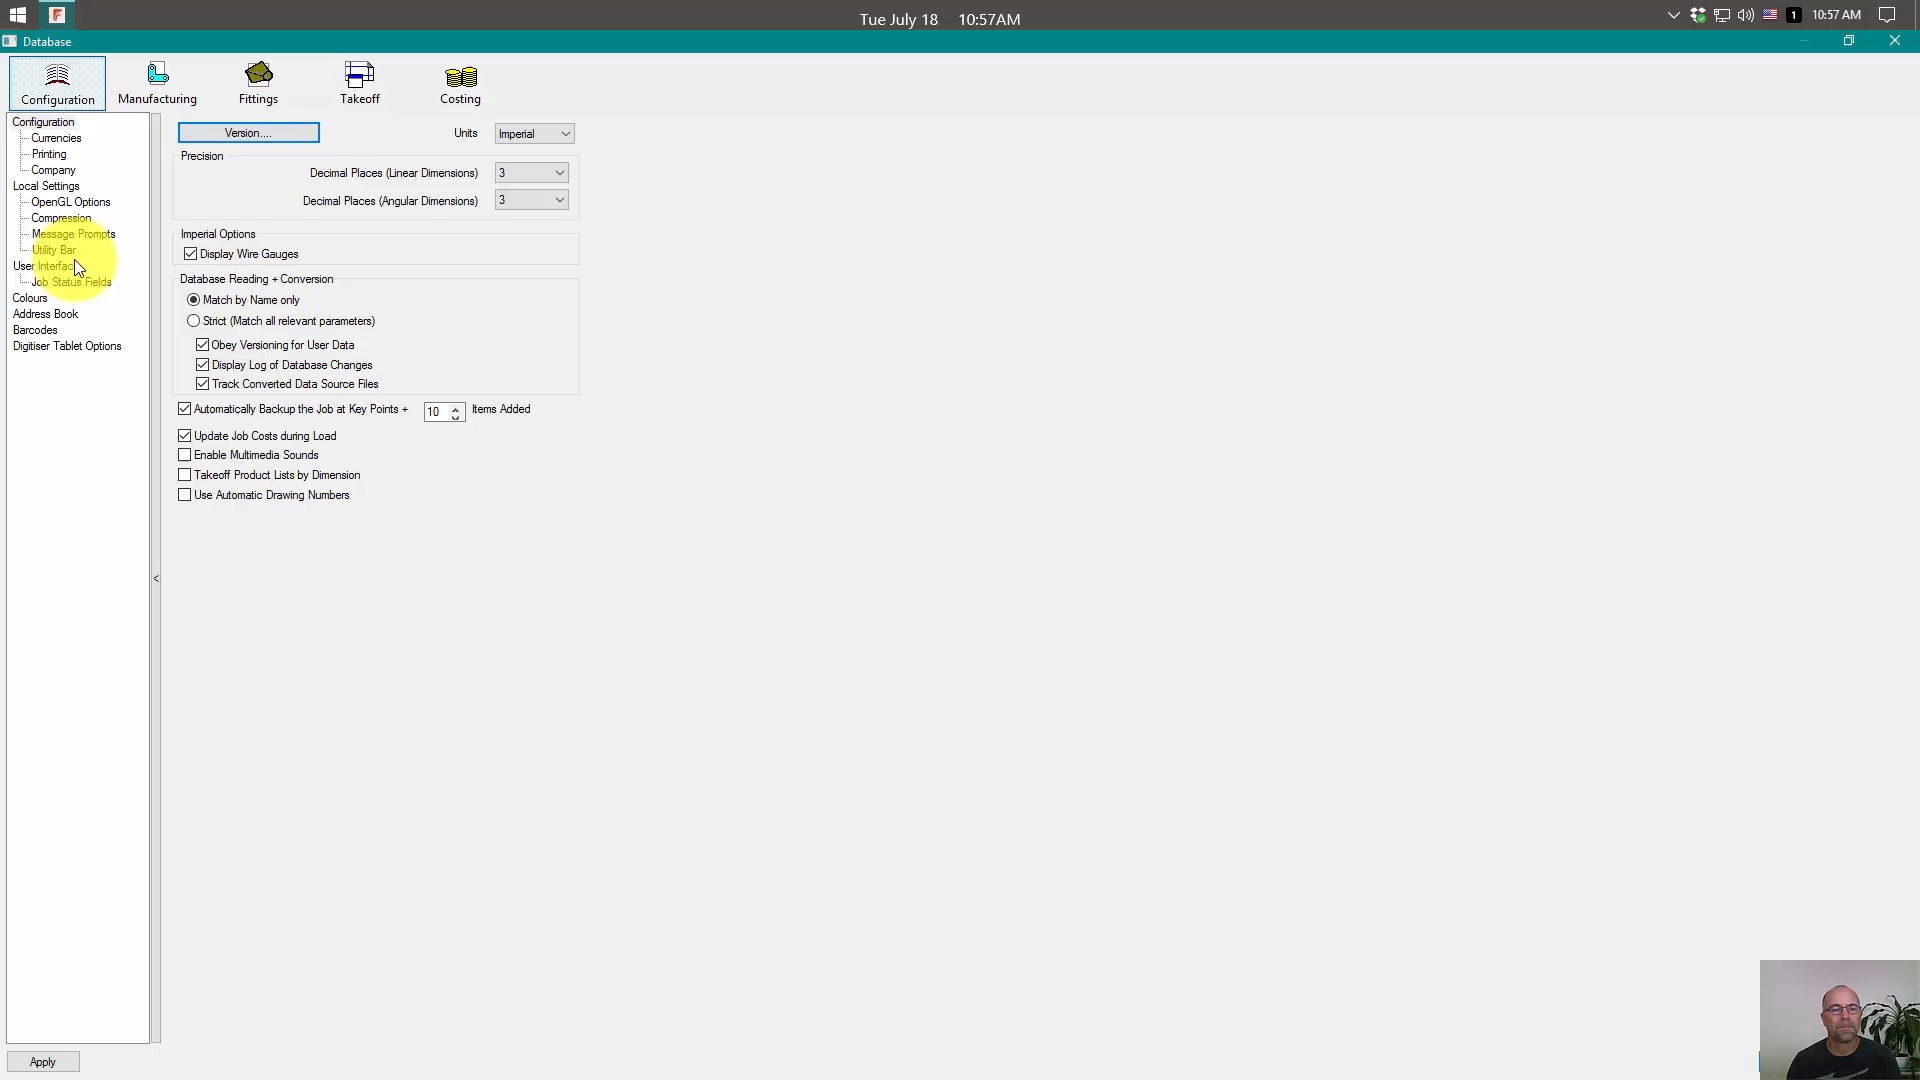 Tue July 18 10:57AM
1 10:57 AM
Database
Configuration Manufacturing Fittings Takeoff Costing
Configuration
Currencies
Printing
Company
Local Settings
OpenGL Options
Compression
Message Prompts
Utility Bar
User Interface
Job Status Fields
Colours
Address Book
Barcodes
Digitiser Tablet Options
Version.... Units Imperial
Precision
Decimal Places (Linear Dimensions) 3
Decimal Places (Angular Dimensions) 3
Imperial Options
Display Wire Gauges
Database Reading + Conversion
Match by Name only
Strict (Match all relevant parameters)
Obey Versioning for User Data
Display Log of Database Changes
Track Converted Data Source Files
Automatically Backup the Job at Key Points + 10 Items Added
Update Job Costs during Load
Enable Multimedia Sounds
Takeoff Product Lists by Dimension
Use Automatic Drawing Numbers
<
Apply